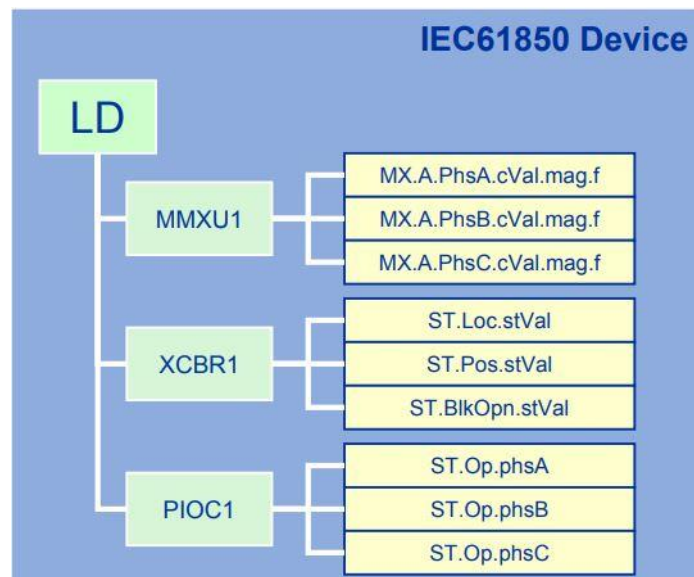 IEC61850 Device
LD
MMXU1
MX.A.PhsA.cVal.mag.f
MX.A.PhsB.cVal.mag.f
MX.A.PhsC.cVal.mag.f
XCBR1
ST.Loc.stVal
ST.Pos.stVal
ST.BlkOpn.stVal
PIOC1
ST.Op.phsA
ST.Op.phsB
ST.Op.phsC